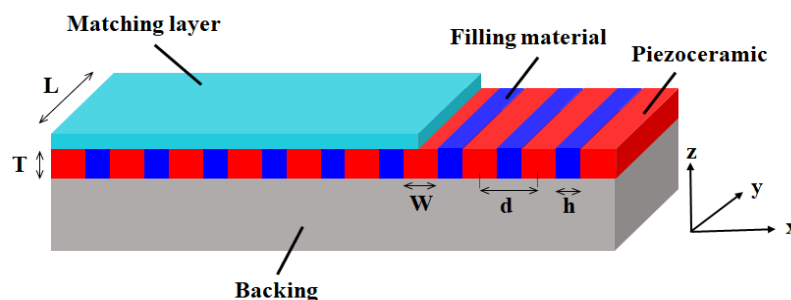 Matching layer
Filling material
Piezoceramic
L
T
z
y
W
d
h
x
Backing